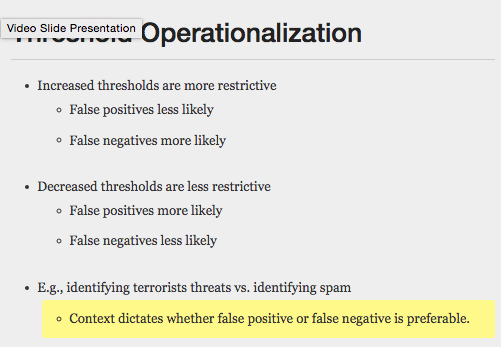 Video Slide Presentation
Threshold Operationalization
Increased thresholds are more restrictive
False positives less likely
False negatives more likely
Decreased thresholds are less restrictive
False positives more likely
False negatives less likely
E.g., identifying terrorists threats vs. identifying spam
Context dictates whether false positive or false negative is preferable.